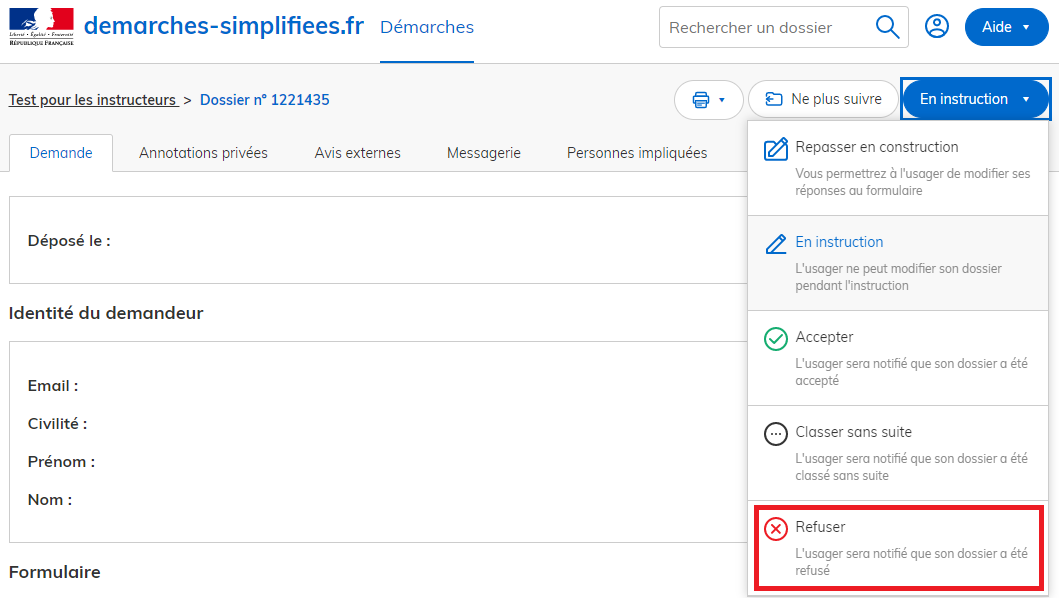 Liberté • Égalité • Fraternité
RÉPUBLIQUE FRANÇAISE
demarches-simplifiees.fr
Démarches
Rechercher un dossier
Aide
Test pour les instructeurs > Dossier n° 1221435
Ne plus suivre
En instruction
Demande
Annotations privées
Avis externes
Messagerie
Personnes impliquées
Repasser en construction
Vous permettrez à l'usager de modifier ses
réponses au formulaire
En instruction
L'usager ne peut modifier son dossier
pendant l'instruction
Accepter
L'usager sera notifié que son dossier a été
accepté
Classer sans suite
L'usager sera notifié que son dossier a été
classé sans suite
Refuser
L'usager sera notifié que son dossier a été
refusé
Déposé le :
Identité du demandeur
Email :
Civilité :
Prénom :
Nom :
Formulaire